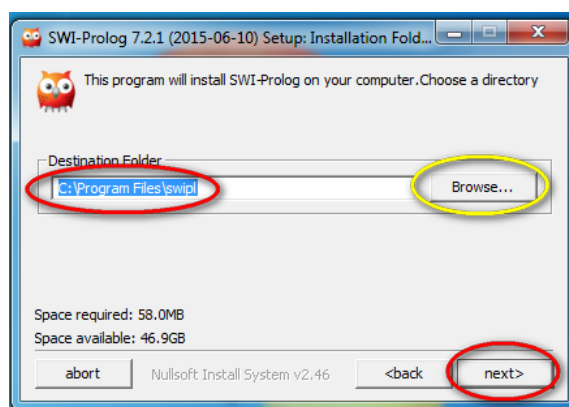 SWI-Prolog 7.2.1 (2015-06-10) Setup: Installation Fold...
This program will install SWI-Prolog on your computer.Choose a directory
Destination Folder
C:\Program Files\swipl
Browse...
Space required: 58.0MB
Space available: 46.9GB
abort Nullsoft Install System v2.46 <back next>